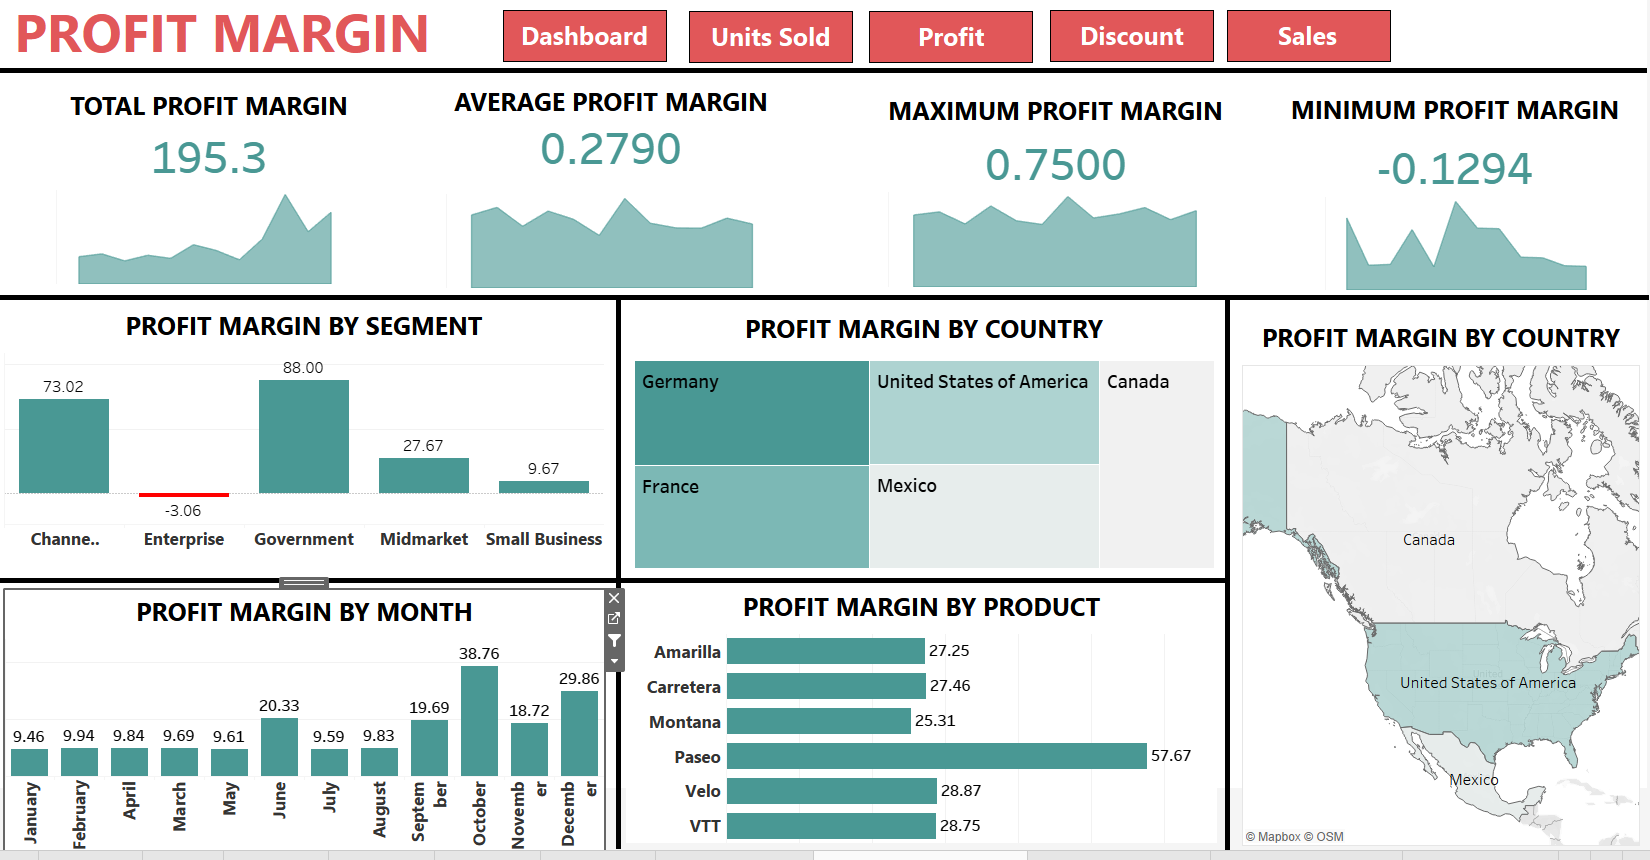 PROFIT MARGIN
Dashboard
Units Sold
Profit
Discount
Sales
TOTAL PROFIT MARGIN
195.3
AVERAGE PROFIT MARGIN
0.2790
MAXIMUM PROFIT MARGIN
0.7500
MINIMUM PROFIT MARGIN
-0.1294
PROFIT MARGIN BY SEGMENT
73.02
-3.06
88.00
27.67
9.67
Channe..
Enterprise
Government
Midmarket
Small Business
PROFIT MARGIN BY COUNTRY
Germany
United States of America
Canada
France
Mexico
PROFIT MARGIN BY COUNTRY
Canada
United States of America
Mexico
© Mapbox © OSM
PROFIT MARGIN BY MONTH
9.46
9.94
9.84
9.69
9.61
20.33
9.59
9.83
19.69
38.76
18.72
29.86
January
February
April
March
May
June
July
August
Septem
ber
October
Novemb
er
Decemb
er
PROFIT MARGIN BY PRODUCT
Amarilla 27.25
Carretera 27.46
Montana 25.31
Paseo 57.67
Velo 28.87
VTT 28.75